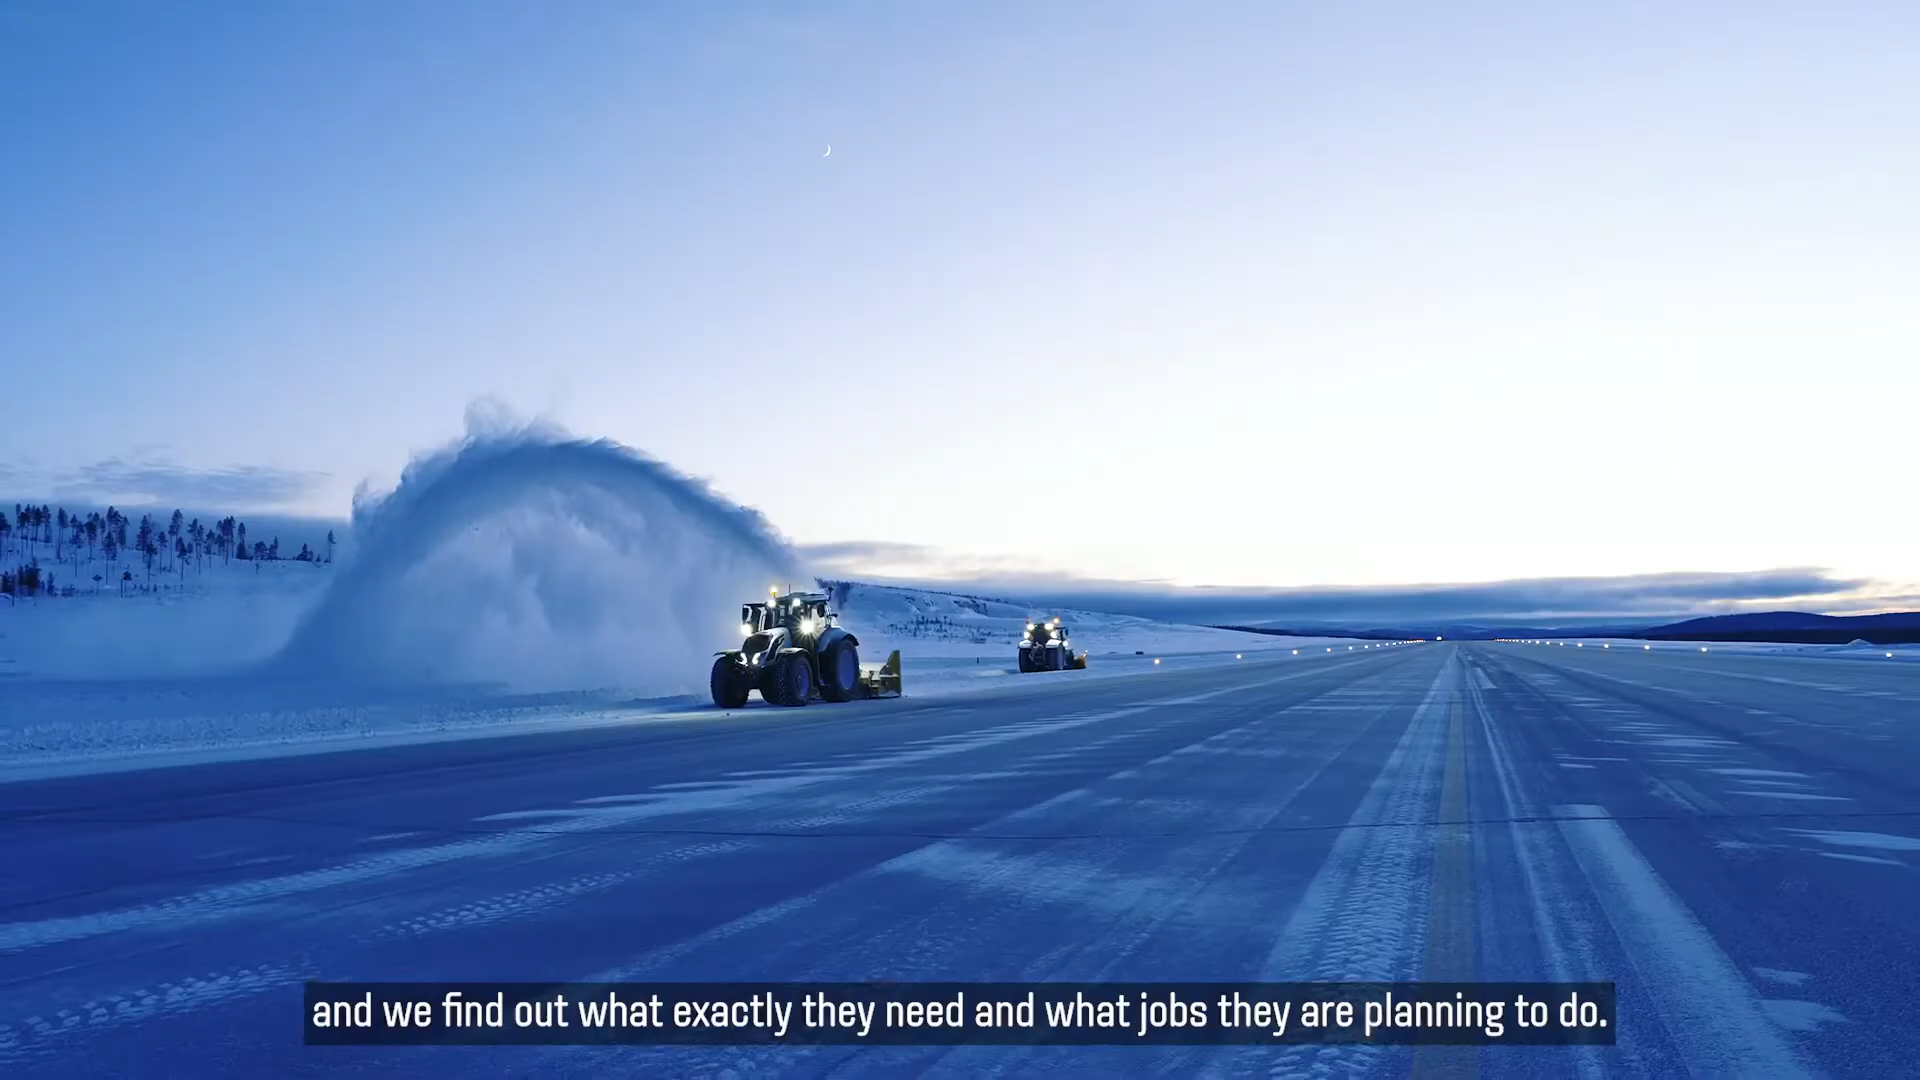 and we find out what exactly they need and what jobs they are planning to do.